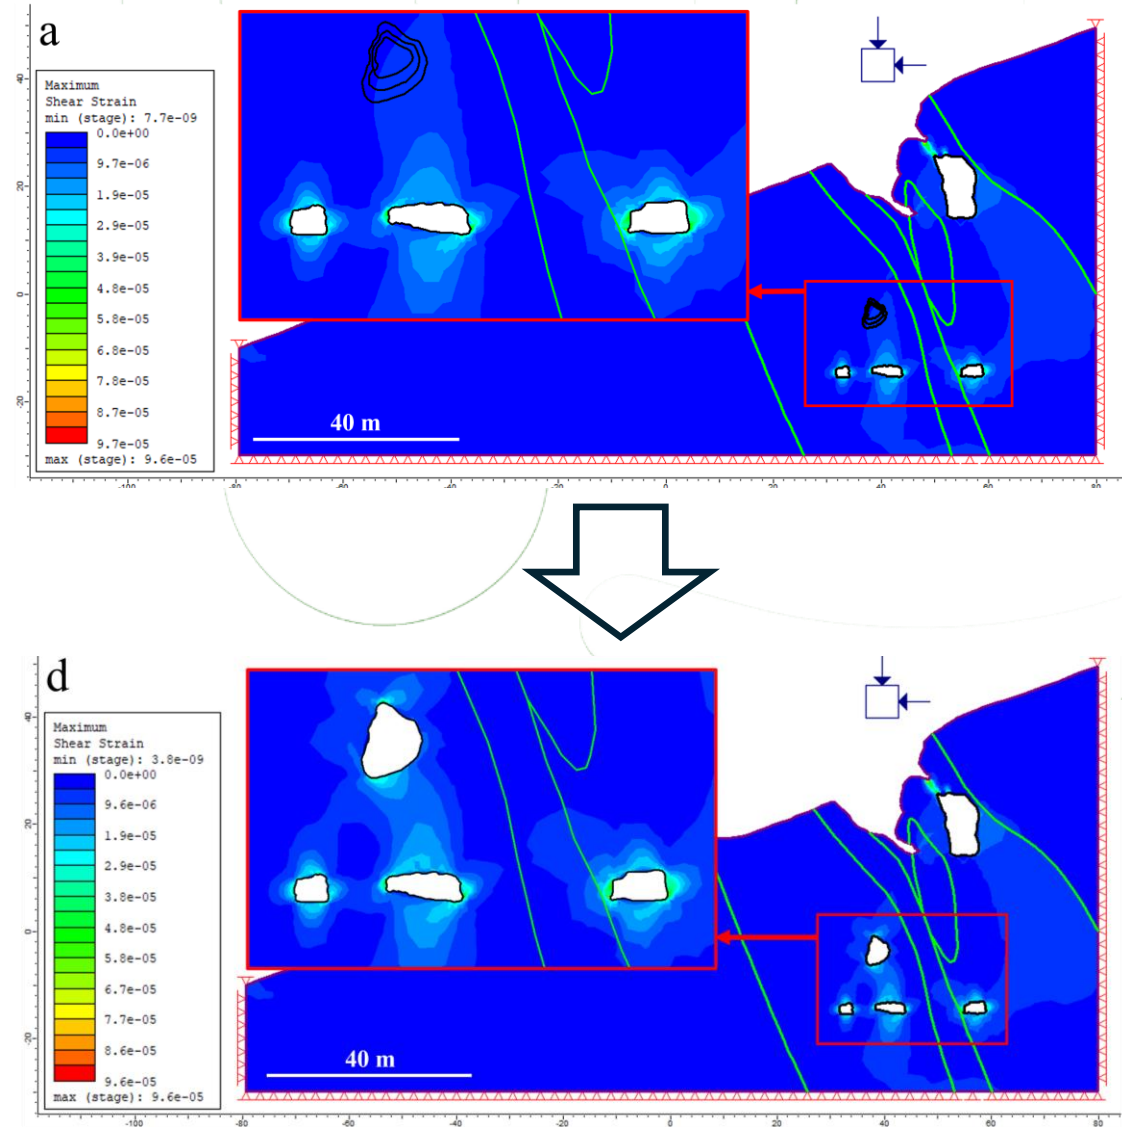 a
Maximum
Shear Strain
min (stage): 7.7e-09
0.0e+00
9.7e-06
1.9e-05
2.9e-05
3.9e-05
4.8e-05
5.8e-05
6.8e-05
7.8e-05
8.7e-05
9.7e-05
max (stage): 9.6e-05
40
20
0
-20
40 m
-100
-80
-60
-40
-20
0
20
40
60
80
d
Maximum
Shear Strain
min (stage): 3.8e-09
0.0e+00
9.6e-06
1.9e-05
2.9e-05
3.8e-05
4.8e-05
5.8e-05
6.7e-05
7.7e-05
8.6e-05
9.6e-05
max (stage): 9.6e-05
40
20
0
-20
40 m
-100
-80
-60
-40
-20
0
20
40
60
80